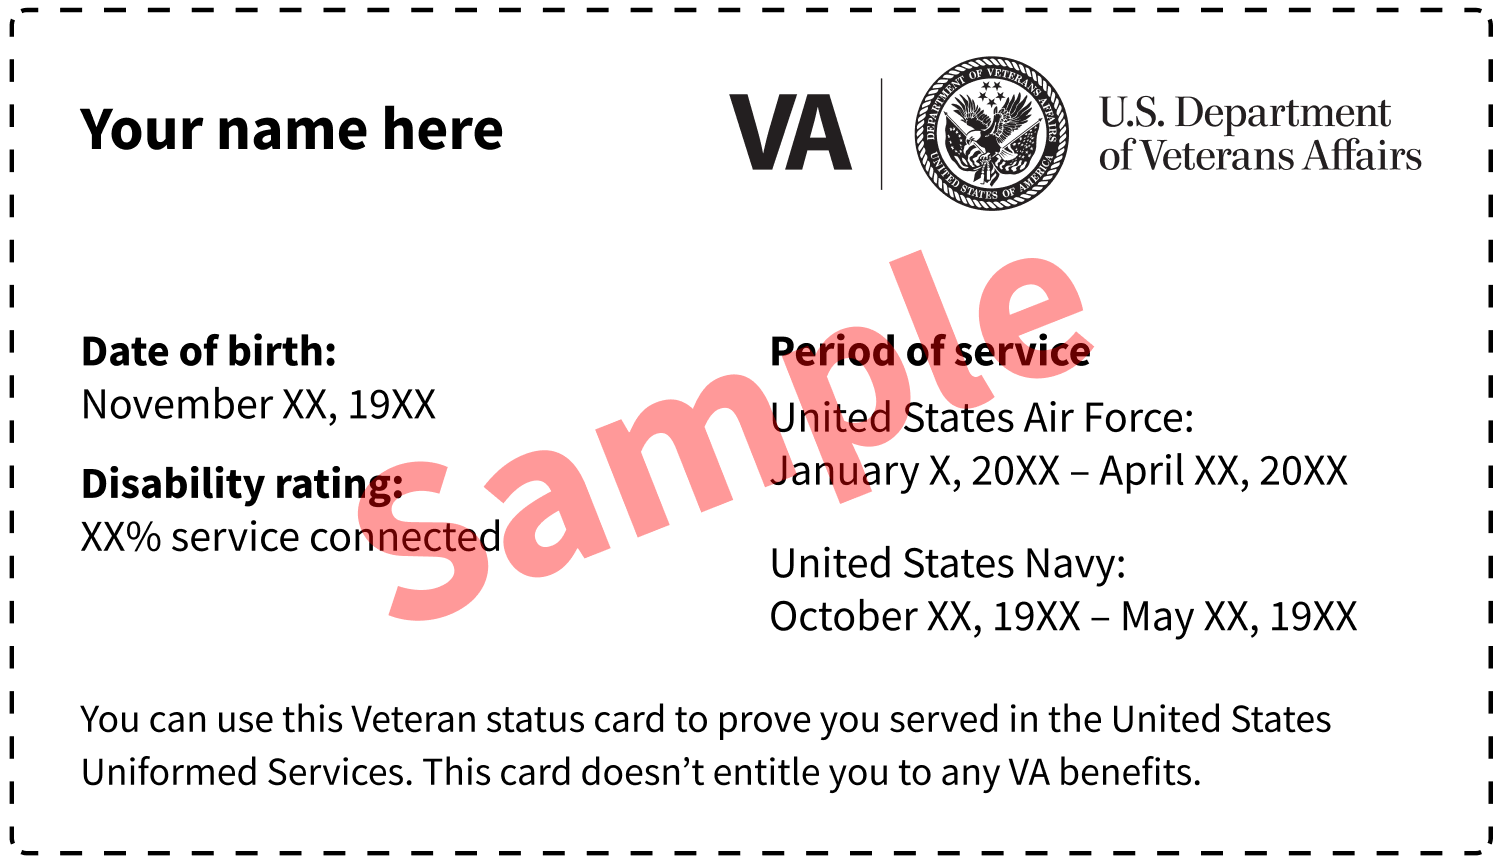 Your name here
VA
DEPARTMENT OF VETERANS AFFAIRS
UNITED STATES OF AMERICA
U.S. Department
of Veterans Affairs
Sample
Date of birth:
November XX, 19XX
Disability rating:
XX% service connected
Period of service
United States Air Force:
January X, 20XX – April XX, 20XX
United States Navy:
October XX, 19XX – May XX, 19XX
You can use this Veteran status card to prove you served in the United States
Uniformed Services. This card doesn’t entitle you to any VA benefits.